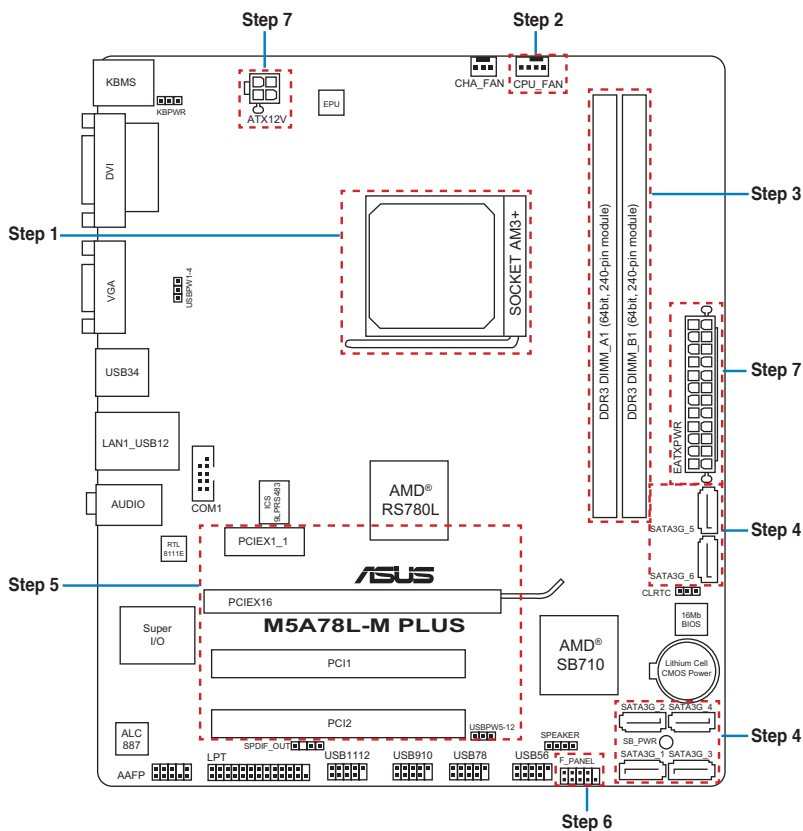 Step 7
Step 2
KBMS
KBPWR
ATX12V
EPU
CHA_FAN
CPU_FAN
DVI
Step 3
Step 1
SOCKET AM3+
DDR3 DIMM_A1 (64bit, 240-pin module)
DDR3 DIMM_B1 (64bit, 240-pin module)
VGA
USBPW1-4
USB34
EATXPWR
Step 7
LAN1_USB12
COM1
ICS
9LPRS483
AMD®
RS780L
AUDIO
RTL
8111E
PCIEX1_1
SATA3G_5
Step 4
Step 5
ASUS
SATA3G_6
CLRTC
PCIEX16
M5A78L-M PLUS
16Mb
BIOS
Super
I/O
AMD®
SB710
PCI1
Lithium Cell
CMOS Power
ALC
887
PCI2
USBPW5-12
SATA3G_2
SATA3G_4
SB_PWR
Step 4
SPDIF_OUT
SPEAKER
SATA3G_1
SATA3G_3
AAFP
LPT
USB1112
USB910
USB78
USB56
F_PANEL
Step 6